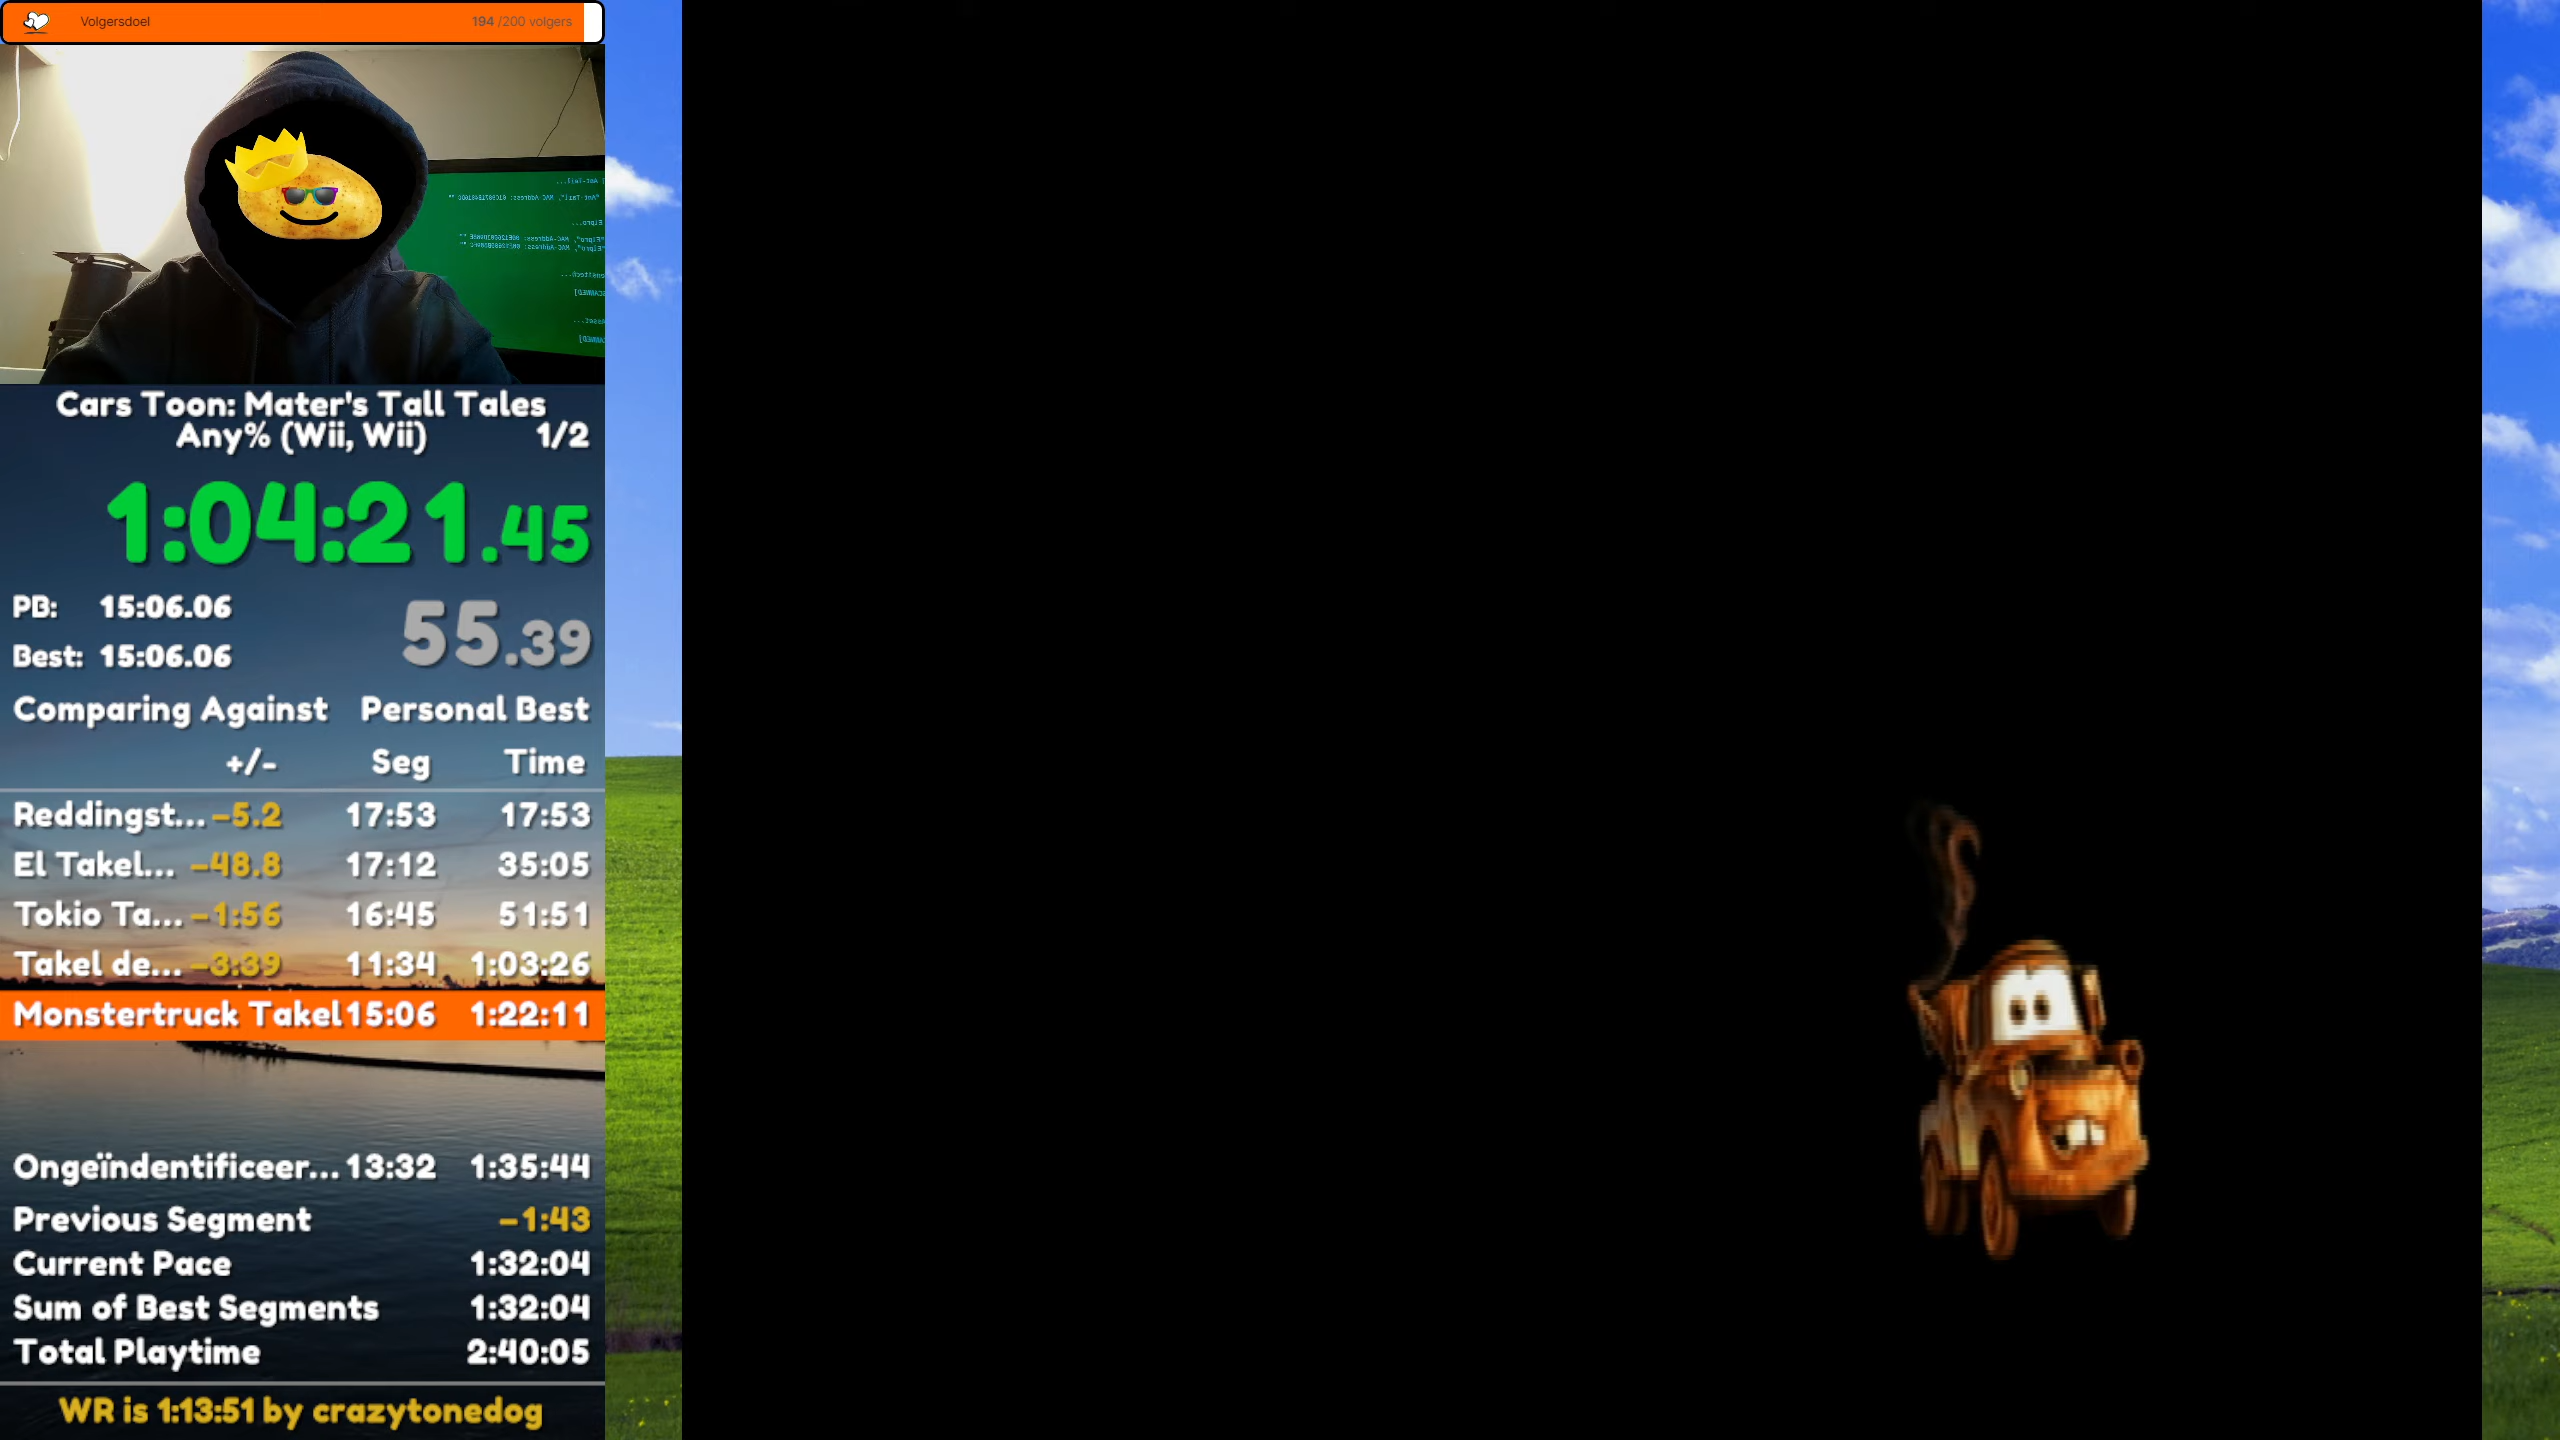 Volgersdoel 194 /200 volgers
Cars Toon: Mater's Tall Tales
Any% (Wii, Wii) 1/2
1:04:21.45
PB: 15:06.06
55.39
Best: 15:06.06
Comparing Against Personal Best
+/- Seg Time
Reddingst... -5.2 17:53 17:53
El Takel... -48.8 17:12 35:05
Tokio Ta... -1:56 16:45 51:51
Takel de... -3:39 11:34 1:03:26
Monstertruck Takel 15:06 1:22:11
Ongeïndentificeer... 13:32 1:35:44
Previous Segment -1:43
Current Pace 1:32:04
Sum of Best Segments 1:32:04
Total Playtime 2:40:05
WR is 1:13:51 by crazytonedog